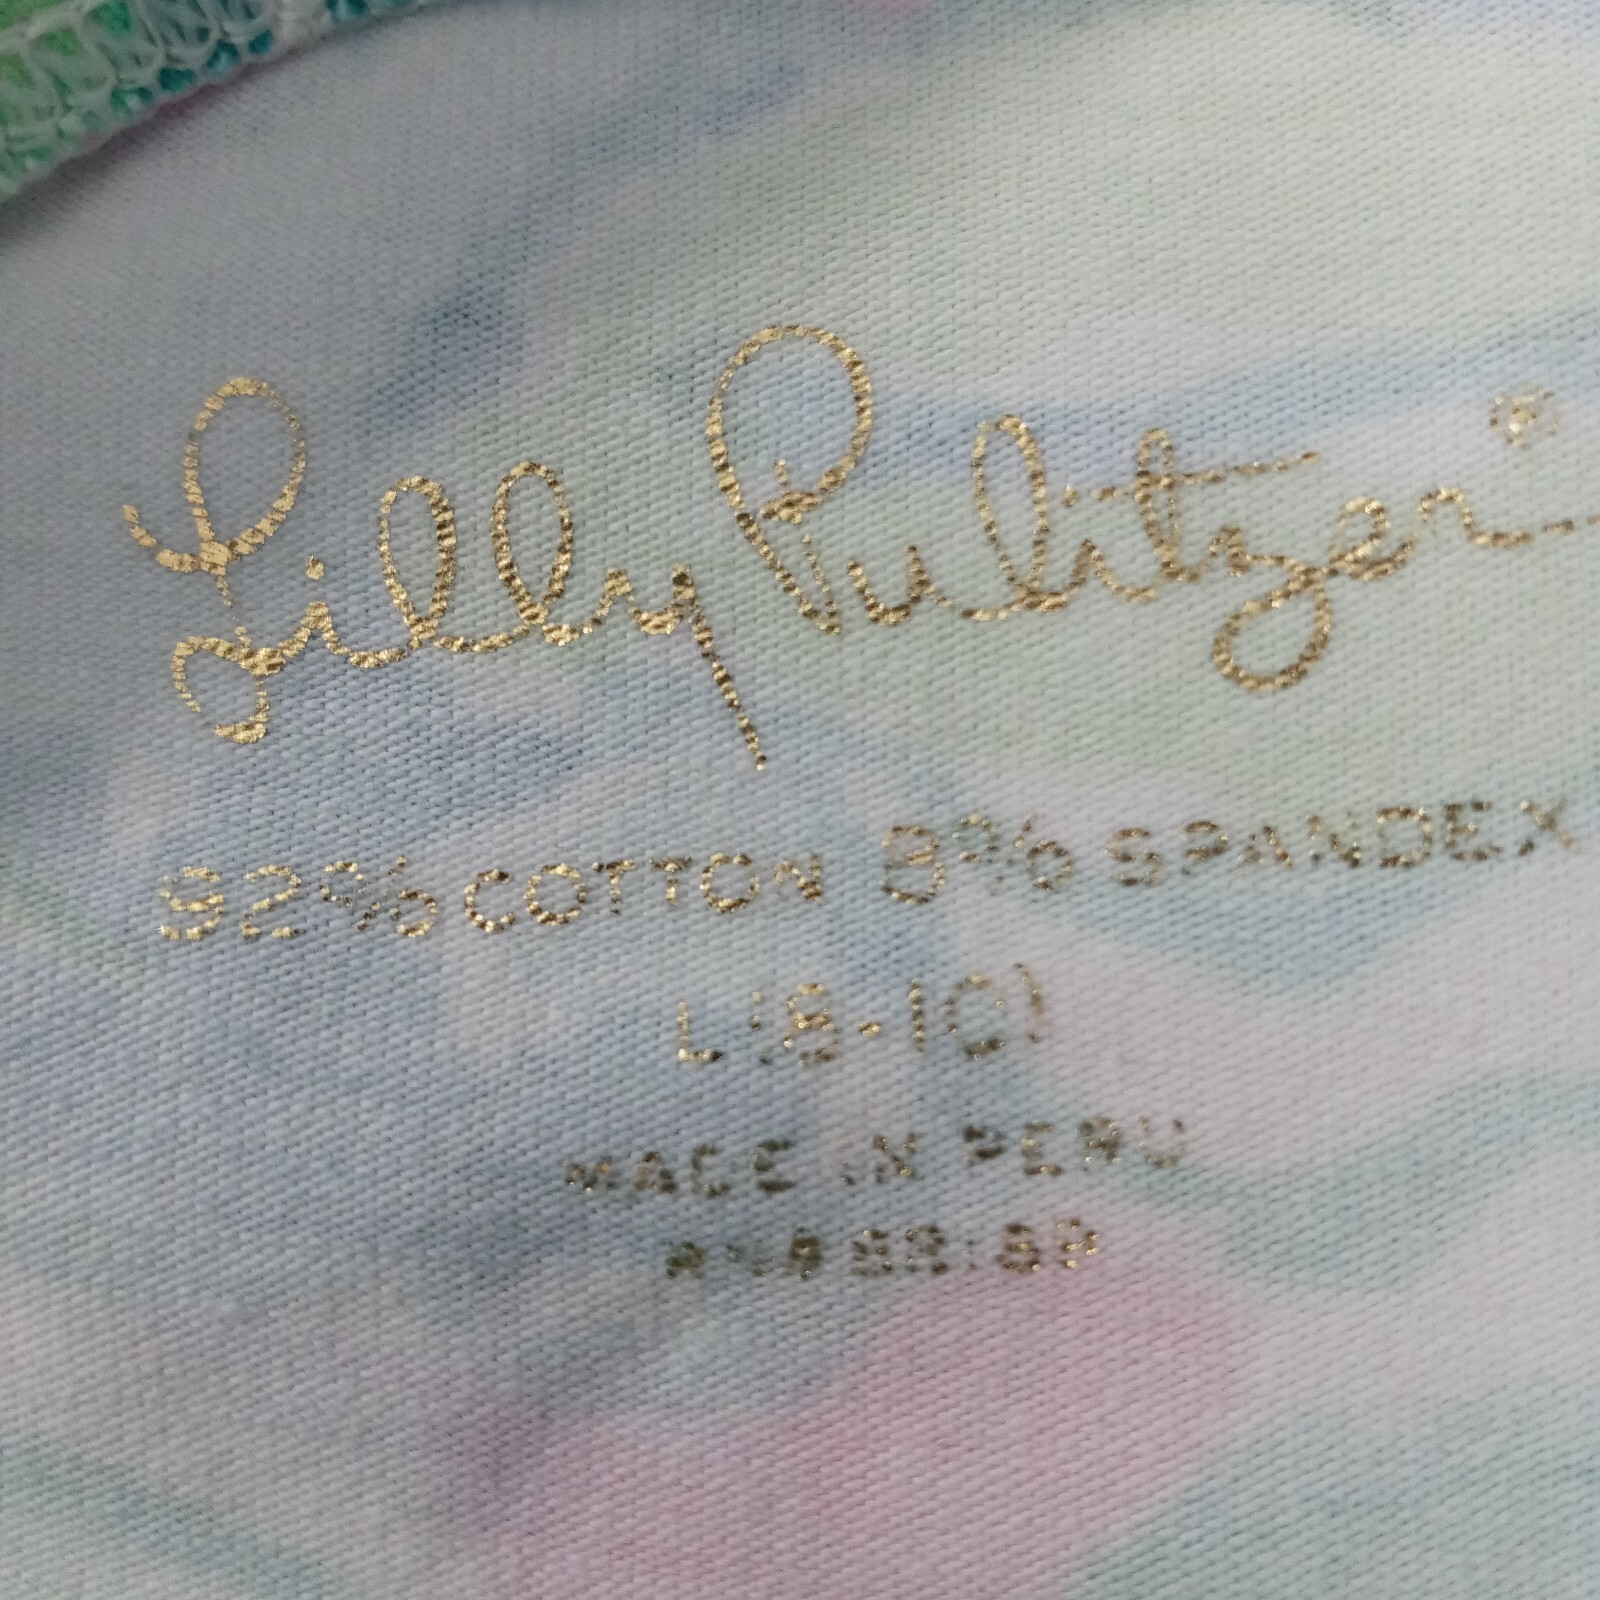 Lilly Pulitzer®
92% COTTON 8% SPANDEX
L (8-10)
MADE IN PERU